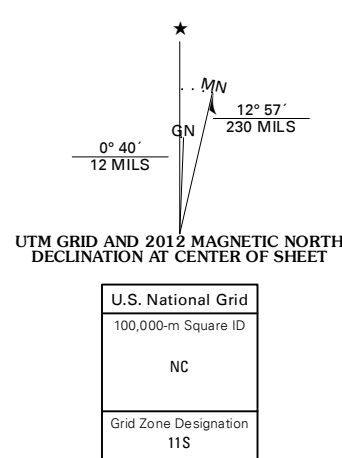 ★
MN
GN
12° 57´
230 MILS
0° 40´
12 MILS
UTM GRID AND 2012 MAGNETIC NORTH
DECLINATION AT CENTER OF SHEET
U.S. National Grid
100,000-m Square ID
NC
Grid Zone Designation
11S